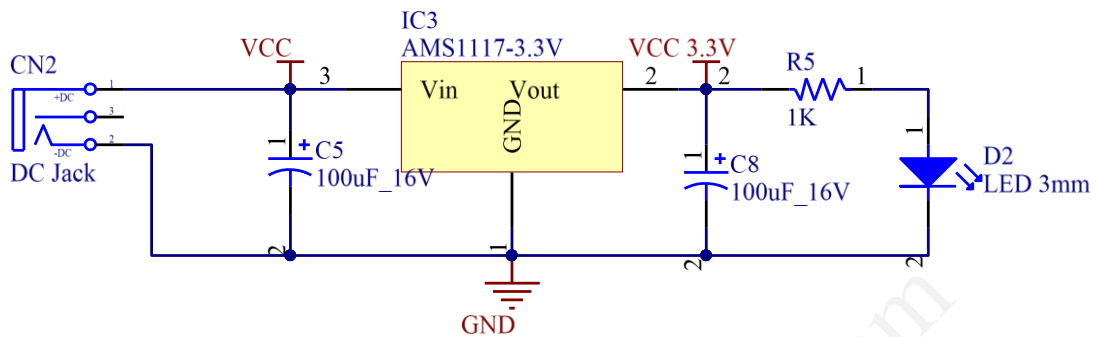 IC3
AMS1117-3.3V
VCC
VCC 3.3V
CN2
1
+DC
3
2
-DC
DC Jack
3
Vin
Vout
GND
2
2
R5
1
1K
1
C5
100uF_16V
1
C8
100uF_16V
1
D2
LED 3mm
2
1
2
2
GND